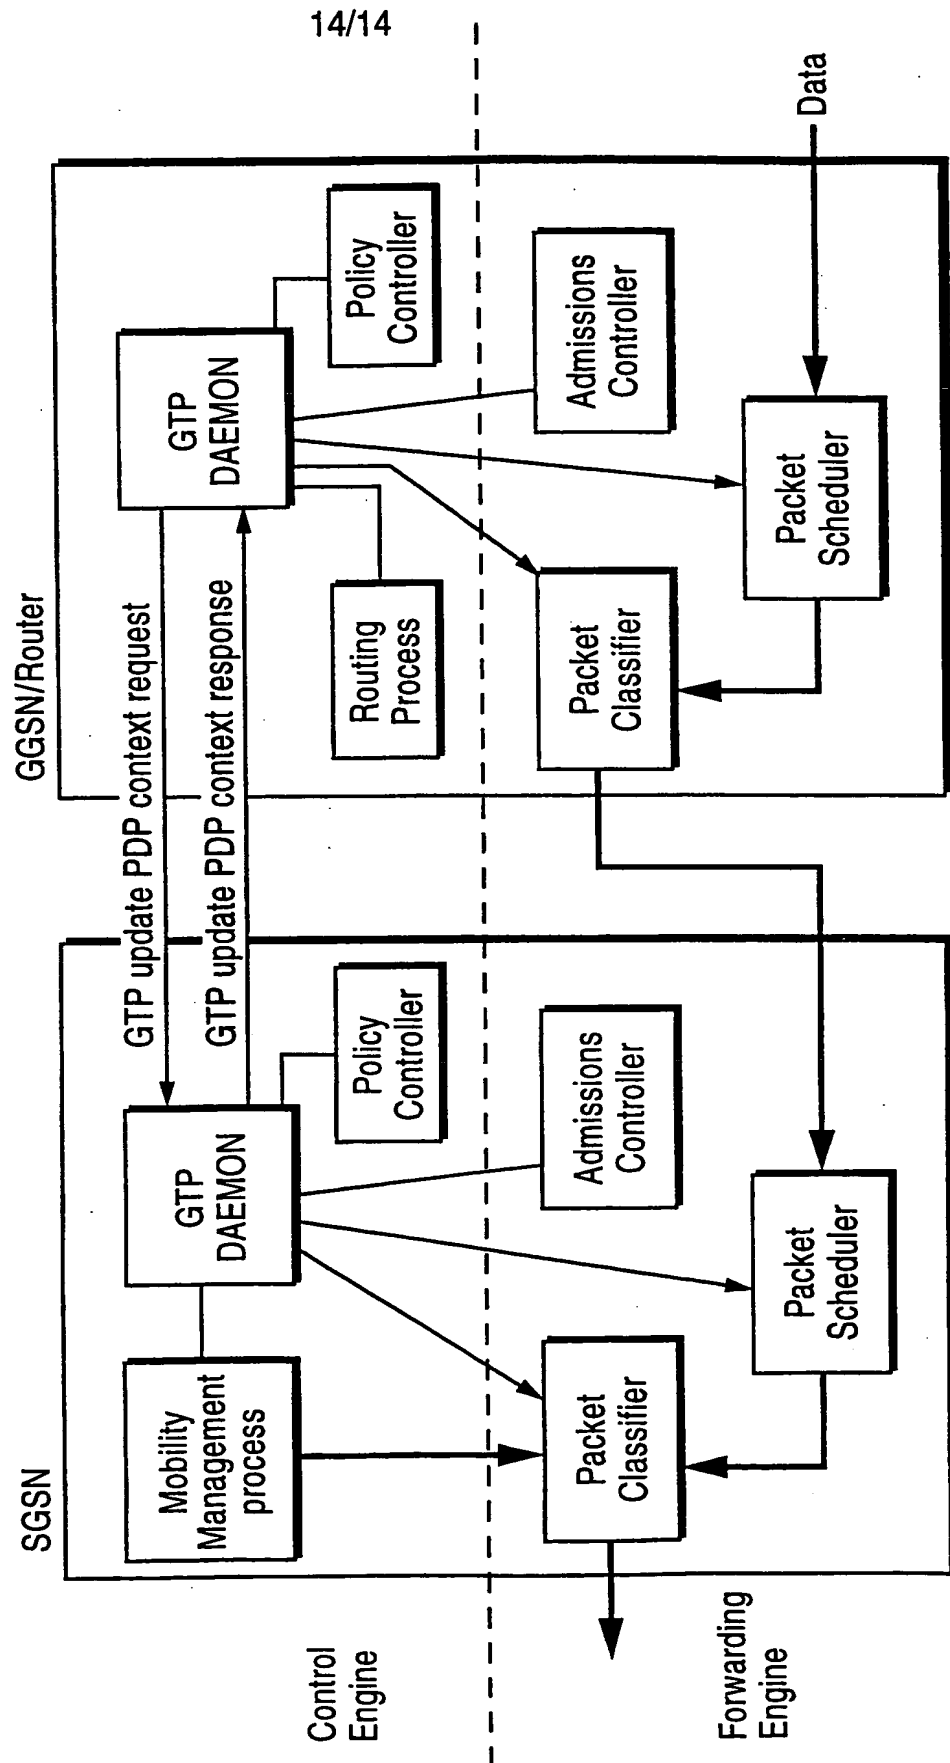 14/14
SGSN
GGSN/Router
GTP update PDP context request
GTP update PDP context response
Mobility
Management
process
GTP
DAEMON
Policy
Controller
GTP
DAEMON
Policy
Controller
Routing
Process
Control
Engine
Forwarding
Engine
Packet
Classifier
Admissions
Controller
Packet
Scheduler
Packet
Classifier
Admissions
Controller
Packet
Scheduler
Data